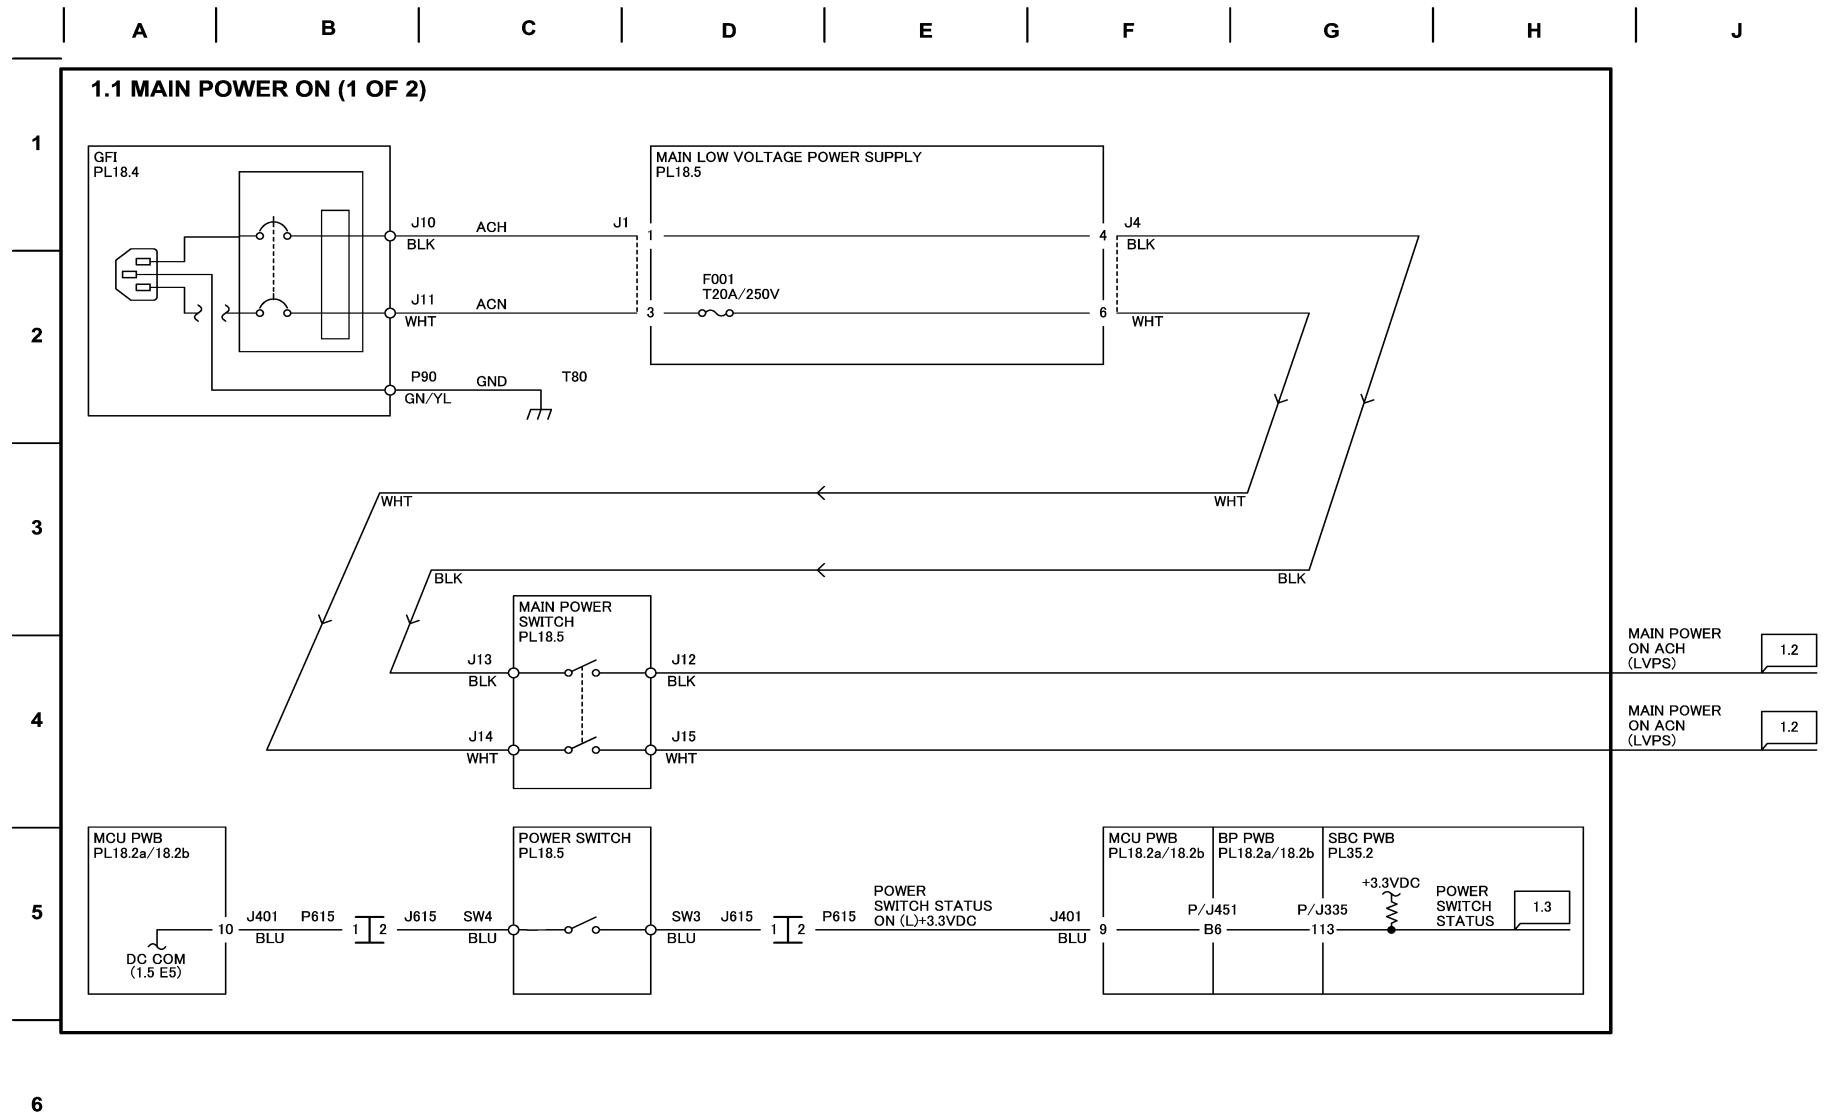 A B C D E F G H J
1.1 MAIN POWER ON (1 OF 2)
1
GFI
PL18.4
MAIN LOW VOLTAGE POWER SUPPLY
PL18.5
J10 ACH J1 1 4 J4
BLK BLK
2
F001
T20A/250V
J11 ACN 3 6
WHT WHT
P90 GND T80
GN/YL
3
WHT WHT
BLK BLK
MAIN POWER
SWITCH
PL18.5
MAIN POWER
ON ACH
(LVPS)
1.2
J13 J12
BLK BLK
4
MAIN POWER
ON ACN
(LVPS)
1.2
J14 J15
WHT WHT
5
MCU PWB
PL18.2a/18.2b
POWER SWITCH
PL18.5
MCU PWB
PL18.2a/18.2b
BP PWB
PL18.2a/18.2b
SBC PWB
PL35.2
+3.3VDC
POWER
SWITCH STATUS
ON (L)+3.3VDC
POWER
SWITCH
STATUS
1.3
J401 P615 J615 SW4 SW3 J615 P615 J401 P/J451 P/J335
10 1 2 1 2 9 B6 113
BLU BLU BLU BLU
DC COM
(1.5 E5)
6